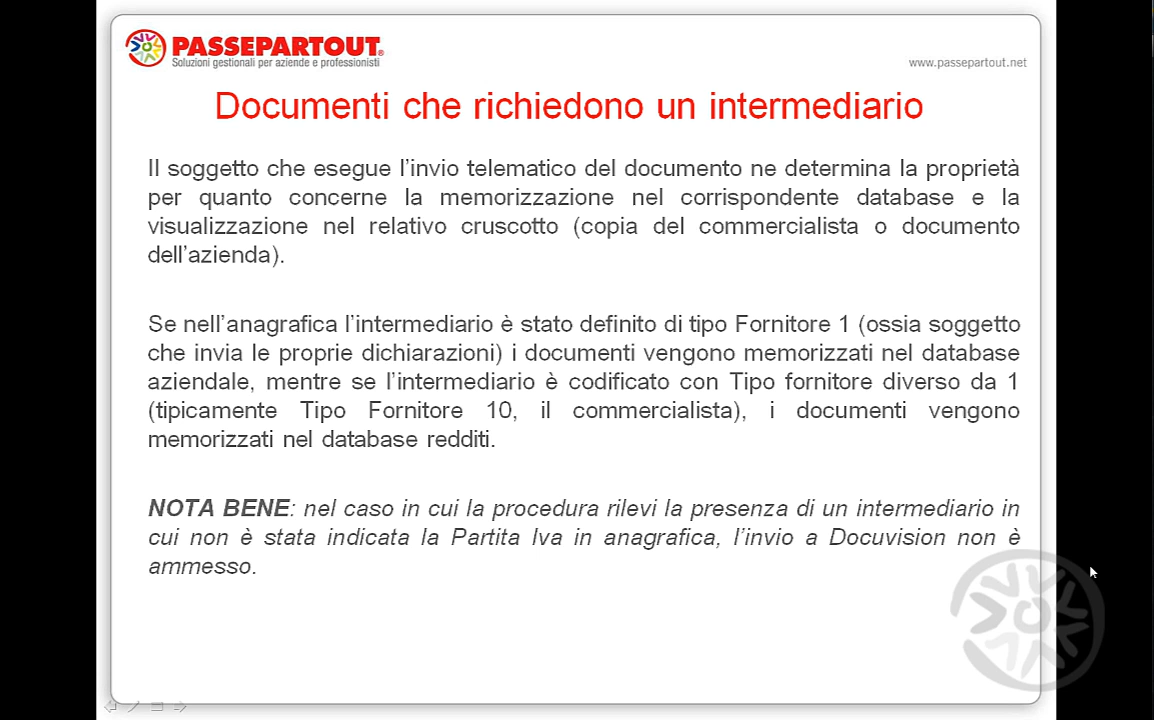 PASSEPARTOUT®
Soluzioni gestionali per aziende e professionisti
www.passepartout.net
Documenti che richiedono un intermediario
Il soggetto che esegue l’invio telematico del documento ne determina la proprietà
per quanto concerne la memorizzazione nel corrispondente database e la
visualizzazione nel relativo cruscotto (copia del commercialista o documento
dell’azienda).
Se nell’anagrafica l’intermediario è stato definito di tipo Fornitore 1 (ossia soggetto
che invia le proprie dichiarazioni) i documenti vengono memorizzati nel database
aziendale, mentre se l’intermediario è codificato con Tipo fornitore diverso da 1
(tipicamente Tipo Fornitore 10, il commercialista), i documenti vengono
memorizzati nel database redditi.
NOTA BENE: nel caso in cui la procedura rilevi la presenza di un intermediario in
cui non è stata indicata la Partita Iva in anagrafica, l’invio a Docuvision non è
ammesso.